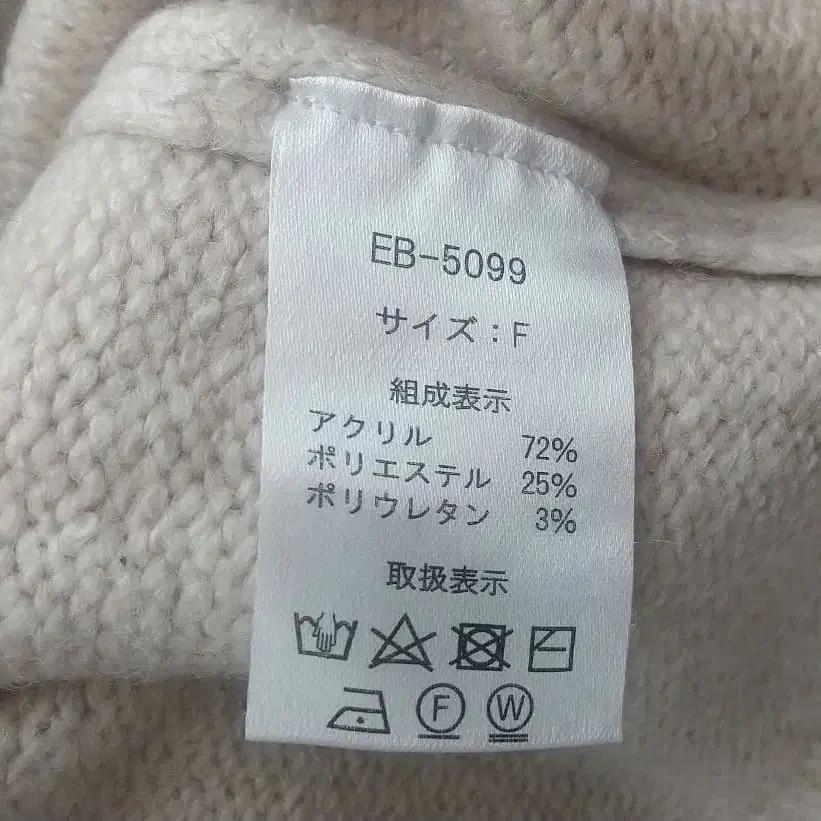 EB-5099
サイズ：F
組成表示
アクリル 72%
ポリエステル 25%
ポリウレタン 3%
取扱表示
F W